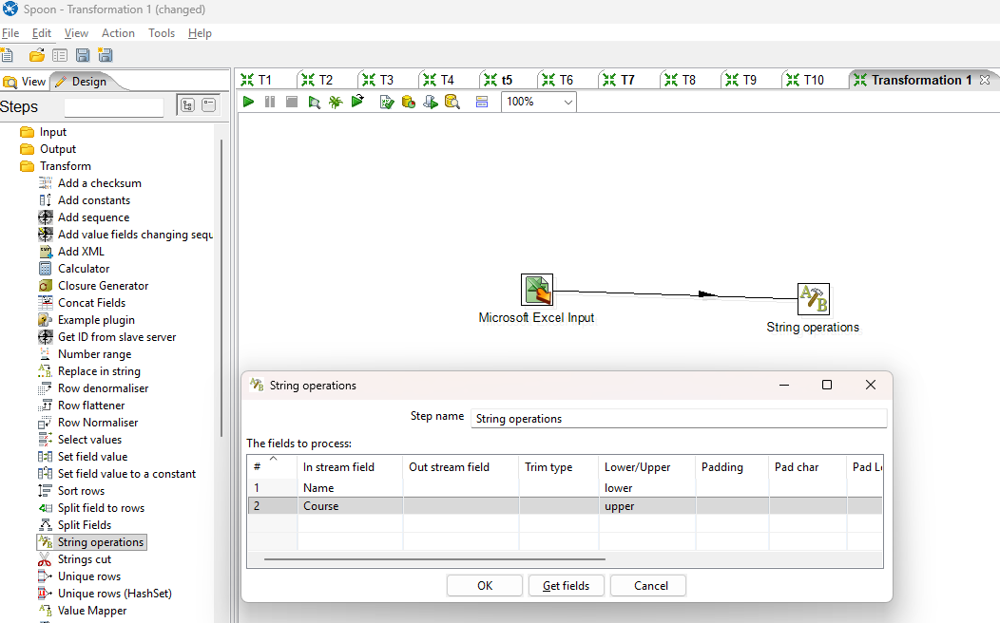 Spoon - Transformation 1 (changed)
File Edit View Action Tools Help
View Design
T1 T2 T3 T4 t5 T6 T7 T8 T9 T10 Transformation 1
Steps
100%
Input
Output
Transform
Add a checksum
Add constants
Add sequence
Add value fields changing sequ
Add XML
Calculator
Closure Generator
Concat Fields
Example plugin
Get ID from slave server
Number range
Replace in string
Row denormaliser
Row flattener
Row Normaliser
Select values
Set field value
Set field value to a constant
Sort rows
Split field to rows
Split Fields
String operations
Strings cut
Unique rows
Unique rows (HashSet)
Value Mapper
Microsoft Excel Input
String operations
String operations
Step name String operations
The fields to process:
# In stream field Out stream field Trim type Lower/Upper Padding Pad char Pad L
1 Name lower
2 Course upper
OK Get fields Cancel